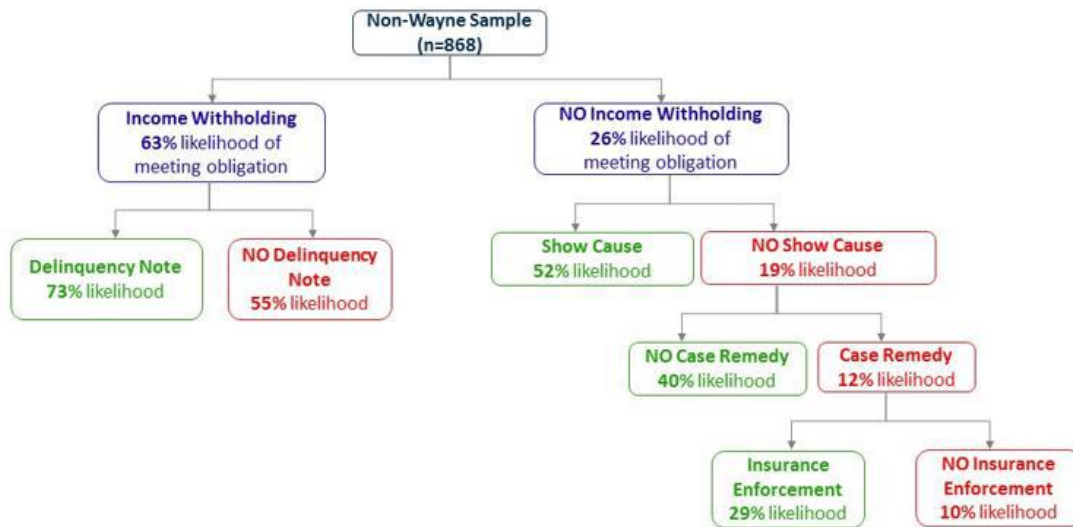 Non-Wayne Sample
(n=868)
Income Withholding
63% likelihood of
meeting obligation
NO Income Withholding
26% likelihood of
meeting obligation
Delinquency Note
73% likelihood
NO Delinquency
Note
55% likelihood
Show Cause
52% likelihood
NO Show Cause
19% likelihood
NO Case Remedy
40% likelihood
Case Remedy
12% likelihood
Insurance
Enforcement
29% likelihood
NO Insurance
Enforcement
10% likelihood